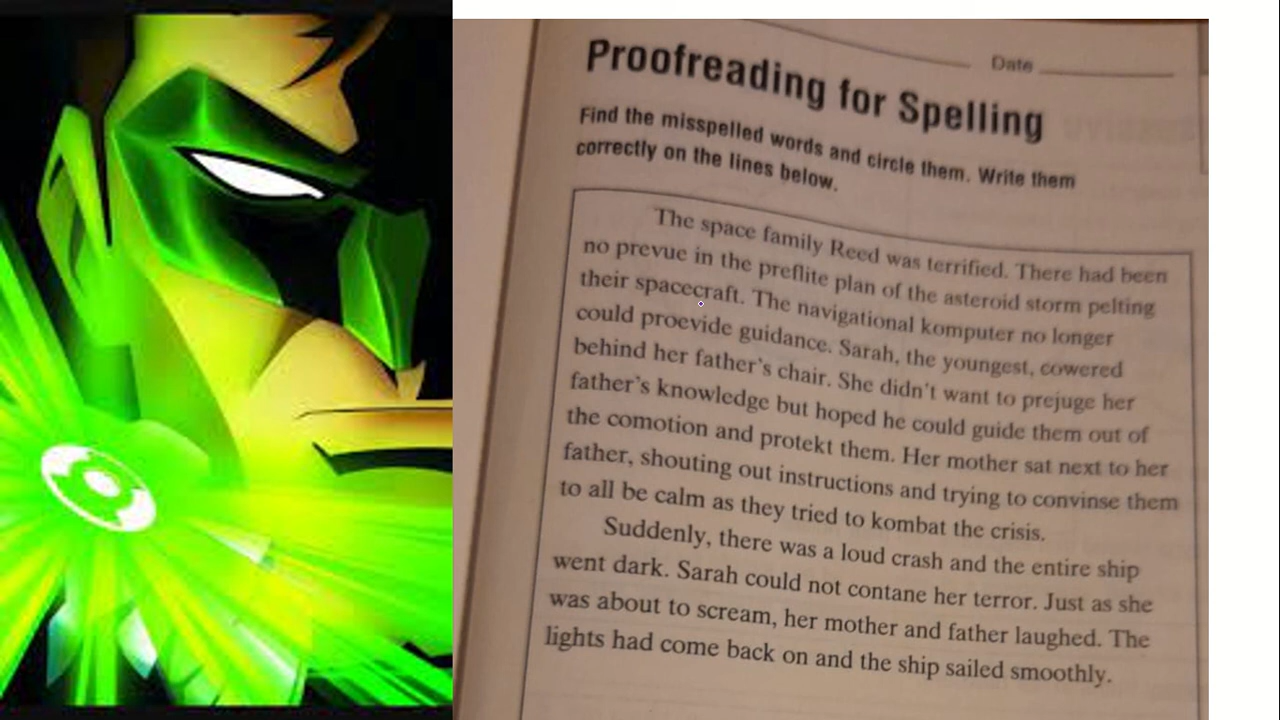 Date
Proofreading for Spelling
Find the misspelled words and circle them. Write them
correctly on the lines below.
The space family Reed was terrified. There had been
no prevue in the preflite plan of the asteroid storm pelting
their spacecraft. The navigational komputer no longer
could proevide guidance. Sarah, the youngest, cowered
behind her father's chair. She didn't want to prejuge her
father's knowledge but hoped he could guide them out of
the comotion and protekt them. Her mother sat next to her
father, shouting out instructions and trying to convinse them
to all be calm as they tried to kombat the crisis.
Suddenly, there was a loud crash and the entire ship
went dark. Sarah could not contane her terror. Just as she
was about to scream, her mother and father laughed. The
lights had come back on and the ship sailed smoothly.